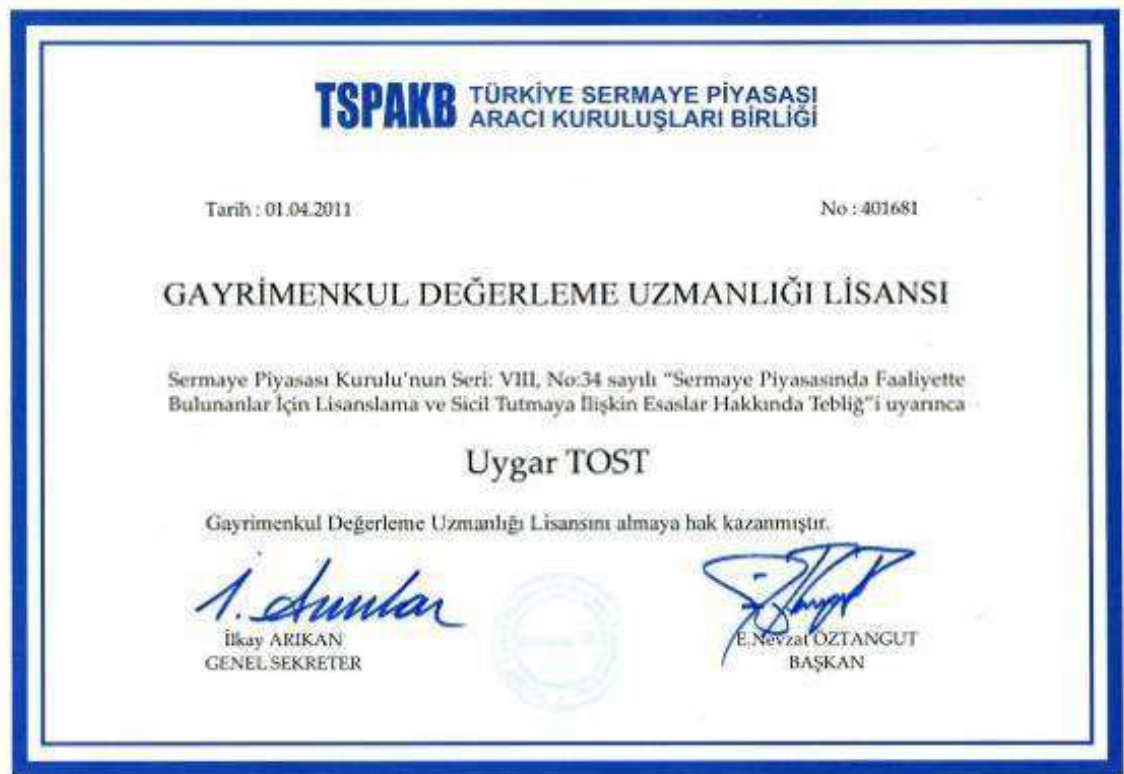 TSPAKB TÜRKİYE SERMAYE PİYASASI
ARACI KURULUŞLARI BİRLİĞİ
Tarih : 01.04.2011
No : 401681
GAYRİMENKUL DEĞERLEME UZMANLIĞI LİSANSI
Sermaye Piyasası Kurulu'nun Seri: VIII, No:34 sayılı "Sermaye Piyasasında Faaliyette
Bulunanlar İçin Lisanslama ve Sicil Tutmaya İlişkin Esaslar Hakkında Tebliğ"i uyarınca
Uygar TOST
Gayrimenkul Değerleme Uzmanlığı Lisansını almaya hak kazanmıştır.
İlkay ARIKAN
GENEL SEKRETER
E.Nevzat ÖZTANGUT
BAŞKAN